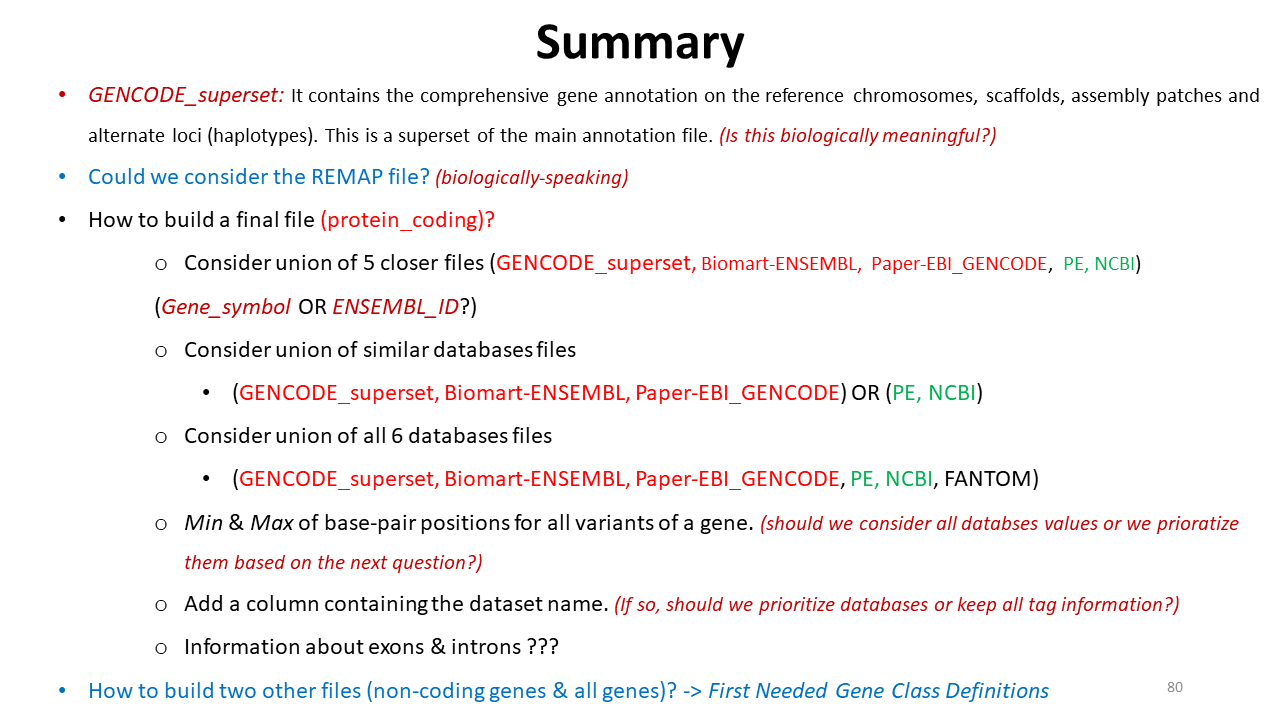 Summary
• GENCODE_superset: It contains the comprehensive gene annotation on the reference chromosomes, scaffolds, assembly patches and
alternate loci (haplotypes). This is a superset of the main annotation file. (Is this biologically meaningful?)
• Could we consider the REMAP file? (biologically-speaking)
• How to build a final file (protein_coding)?
o Consider union of 5 closer files (GENCODE_superset, Biomart-ENSEMBL, Paper-EBI_GENCODE, PE, NCBI)
(Gene_symbol OR ENSEMBL_ID?)
o Consider union of similar databases files
• (GENCODE_superset, Biomart-ENSEMBL, Paper-EBI_GENCODE) OR (PE, NCBI)
o Consider union of all 6 databases files
• (GENCODE_superset, Biomart-ENSEMBL, Paper-EBI_GENCODE, PE, NCBI, FANTOM)
o Min & Max of base-pair positions for all variants of a gene. (should we consider all databses values or we prioratize
them based on the next question?)
o Add a column containing the dataset name. (If so, should we prioritize databases or keep all tag information?)
o Information about exons & introns ???
• How to build two other files (non-coding genes & all genes)? -> First Needed Gene Class Definitions
80